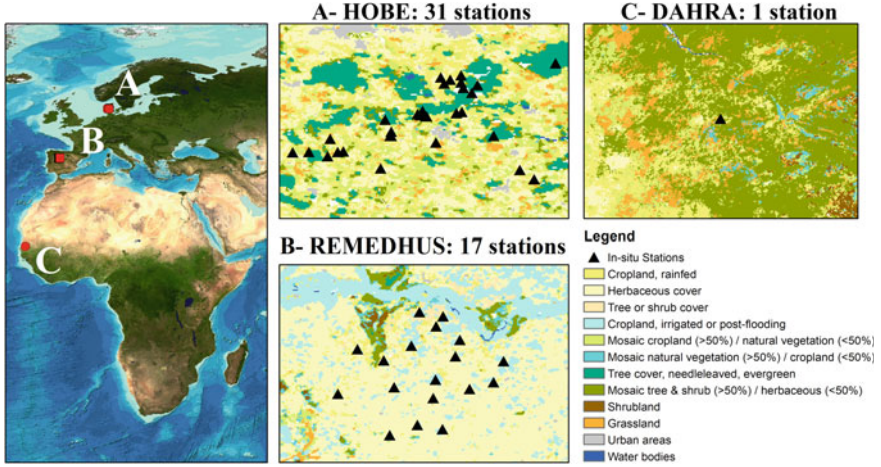 A- HOBE: 31 stations
C- DAHRA: 1 station
A
B
C
B- REMEDHUS: 17 stations
Legend
In-situ Stations
Cropland, rainfed
Herbaceous cover
Tree or shrub cover
Cropland, irrigated or post-flooding
Mosaic cropland (>50%) / natural vegetation (<50%)
Mosaic natural vegetation (>50%) / cropland (<50%)
Tree cover, needleleaved, evergreen
Mosaic tree & shrub (>50%) / herbaceous (<50%)
Shrubland
Grassland
Urban areas
Water bodies